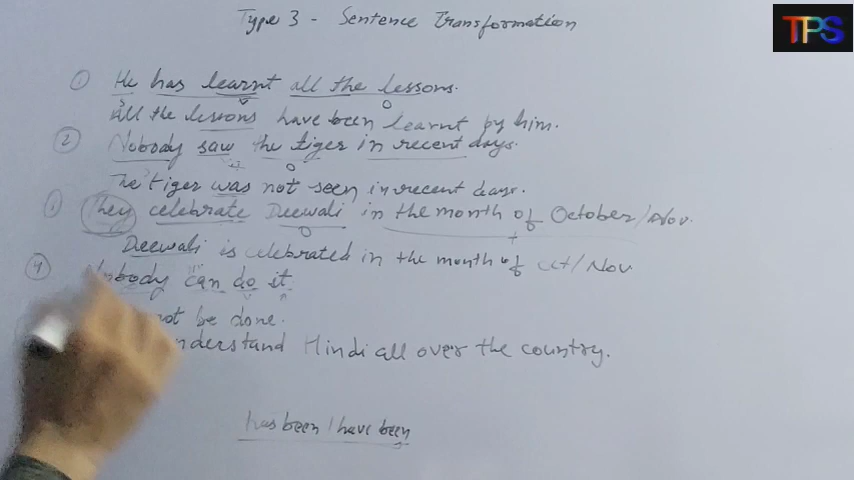 Type 3 - Sentence Transformation
TPS
① He has learnt all the lessons.
All the lessons have been learnt by him.
② Nobody saw the tiger in recent days.
The tiger was not seen in recent days.
They celebrate Deewali in the month of October/Nov.
Deewali is celebrated in the month of Oct/Nov
④ Nobody can do it.
not be done.
understand Hindi all over the country.
has been / have been